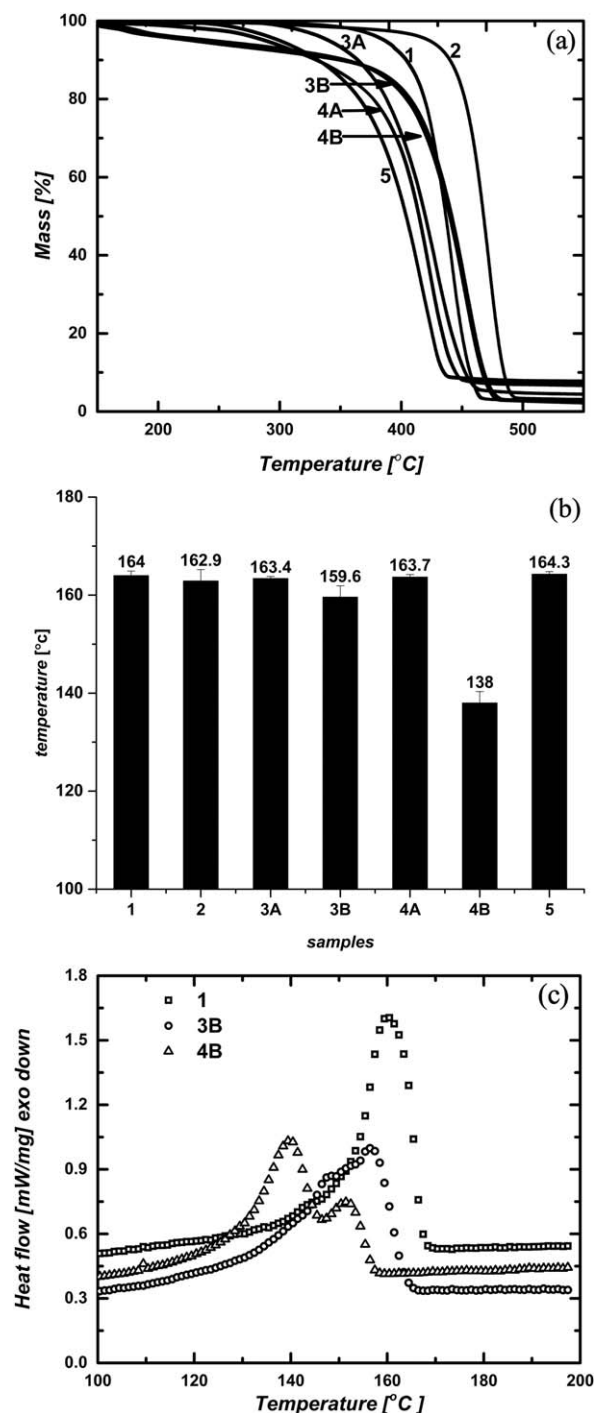 (a)
100
80
60
40
20
0
Mass [%]
3A 1 2
3B
4A
4B
5
200 300 400 500
Temperature [°C]
(b)
180
160
140
120
100
temperature [°c]
164 162.9 163.4 159.6 163.7 138 164.3
1 2 3A 3B 4A 4B 5
samples
(c)
1.8
1.5
1.2
0.9
0.6
0.3
0.0
Heat flow [mW/mg] exo down
1
3B
4B
100 120 140 160 180 200
Temperature [°C ]